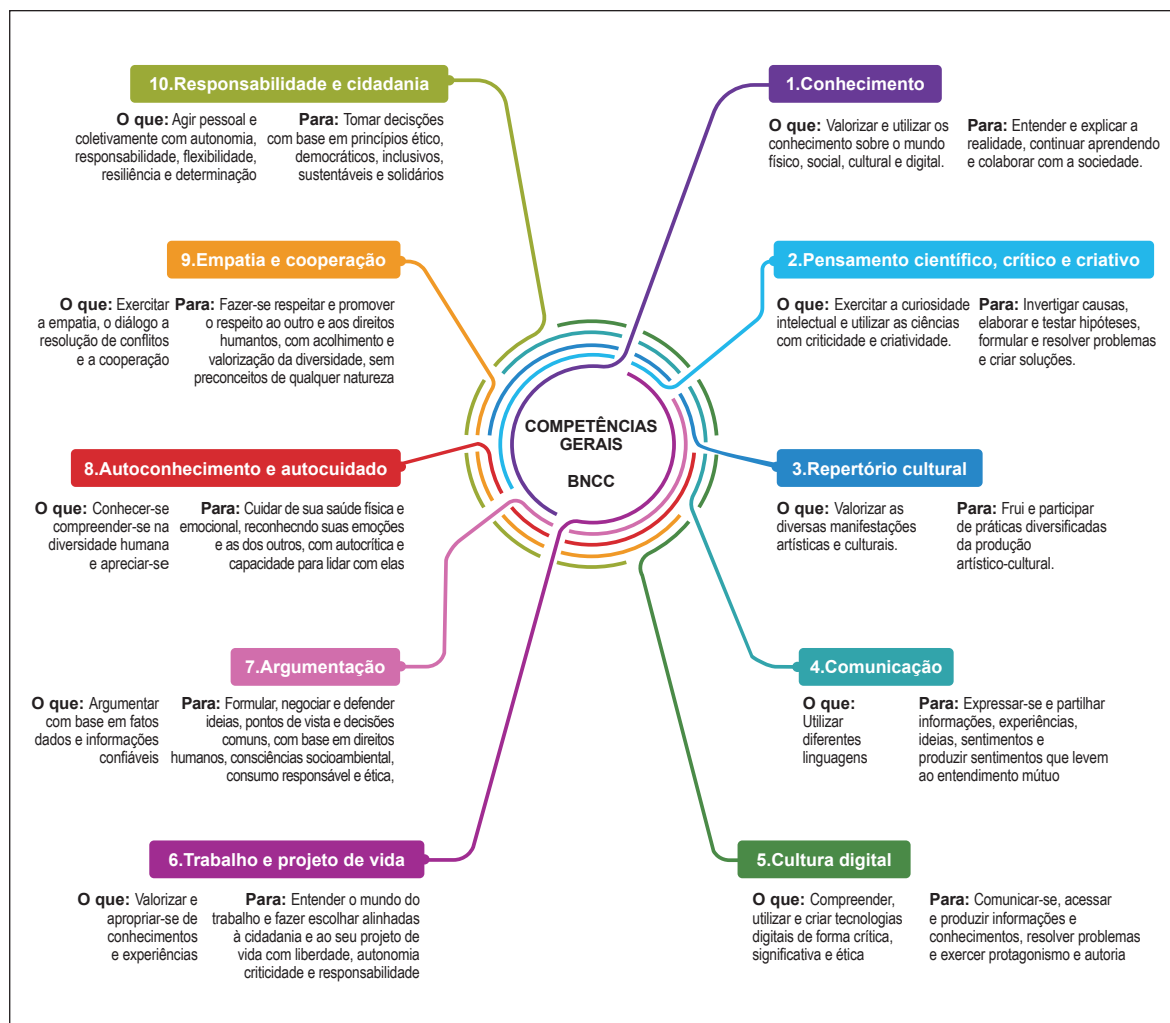 COMPETÊNCIAS
GERAIS
BNCC
1.Conhecimento
O que: Valorizar e utilizar os
conhecimento sobre o mundo
físico, social, cultural e digital.
Para: Entender e explicar a
realidade, continuar aprendendo
e colaborar com a sociedade.
2.Pensamento científico, crítico e criativo
O que: Exercitar a curiosidade
intelectual e utilizar as ciências
com criticidade e criatividade.
Para: Invertigar causas,
elaborar e testar hipóteses,
formular e resolver problemas
e criar soluções.
3.Repertório cultural
O que: Valorizar as
diversas manifestações
artísticas e culturais.
Para: Frui e participar
de práticas diversificadas
da produção
artístico-cultural.
4.Comunicação
O que:
Utilizar
diferentes
linguagens
Para: Expressar-se e partilhar
informações, experiências,
ideias, sentimentos e
produzir sentimentos que levem
ao entendimento mútuo
5.Cultura digital
O que: Compreender,
utilizar e criar tecnologias
digitais de forma crítica,
significativa e ética
Para: Comunicar-se, acessar
e produzir informações e
conhecimentos, resolver problemas
e exercer protagonismo e autoria
6.Trabalho e projeto de vida
O que: Valorizar e
apropriar-se de
conhecimentos
e experiências
Para: Entender o mundo do
trabalho e fazer escolhar alinhadas
à cidadania e ao seu projeto de
vida com liberdade, autonomia
criticidade e responsabilidade
7.Argumentação
O que: Argumentar
com base em fatos
dados e informações
confiáveis
Para: Formular, negociar e defender
ideias, pontos de vista e decisões
comuns, com base em direitos
humanos, consciências socioambiental,
consumo responsável e ética,
8.Autoconhecimento e autocuidado
O que: Conhecer-se
compreender-se na
diversidade humana
e apreciar-se
Para: Cuidar de sua saúde física e
emocional, reconhecndo suas emoções
e as dos outros, com autocrítica e
capacidade para lidar com elas
9.Empatia e cooperação
O que: Exercitar
a empatia, o diálogo a
resolução de conflitos
e a cooperação
Para: Fazer-se respeitar e promover
o respeito ao outro e aos direitos
humantos, com acolhimento e
valorização da diversidade, sem
preconceitos de qualquer natureza
10.Responsabilidade e cidadania
O que: Agir pessoal e
coletivamente com autonomia,
responsabilidade, flexibilidade,
resiliência e determinação
Para: Tomar decisções
com base em princípios ético,
democráticos, inclusivos,
sustentáveis e solidários